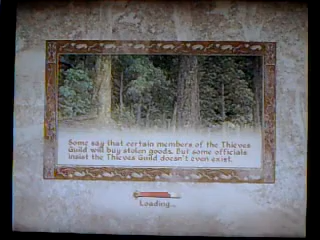 Some say that certain members of the Thieves
Guild will buy stolen goods. But some officials
insist the Thieves Guild doesn't even exist.
Loading...